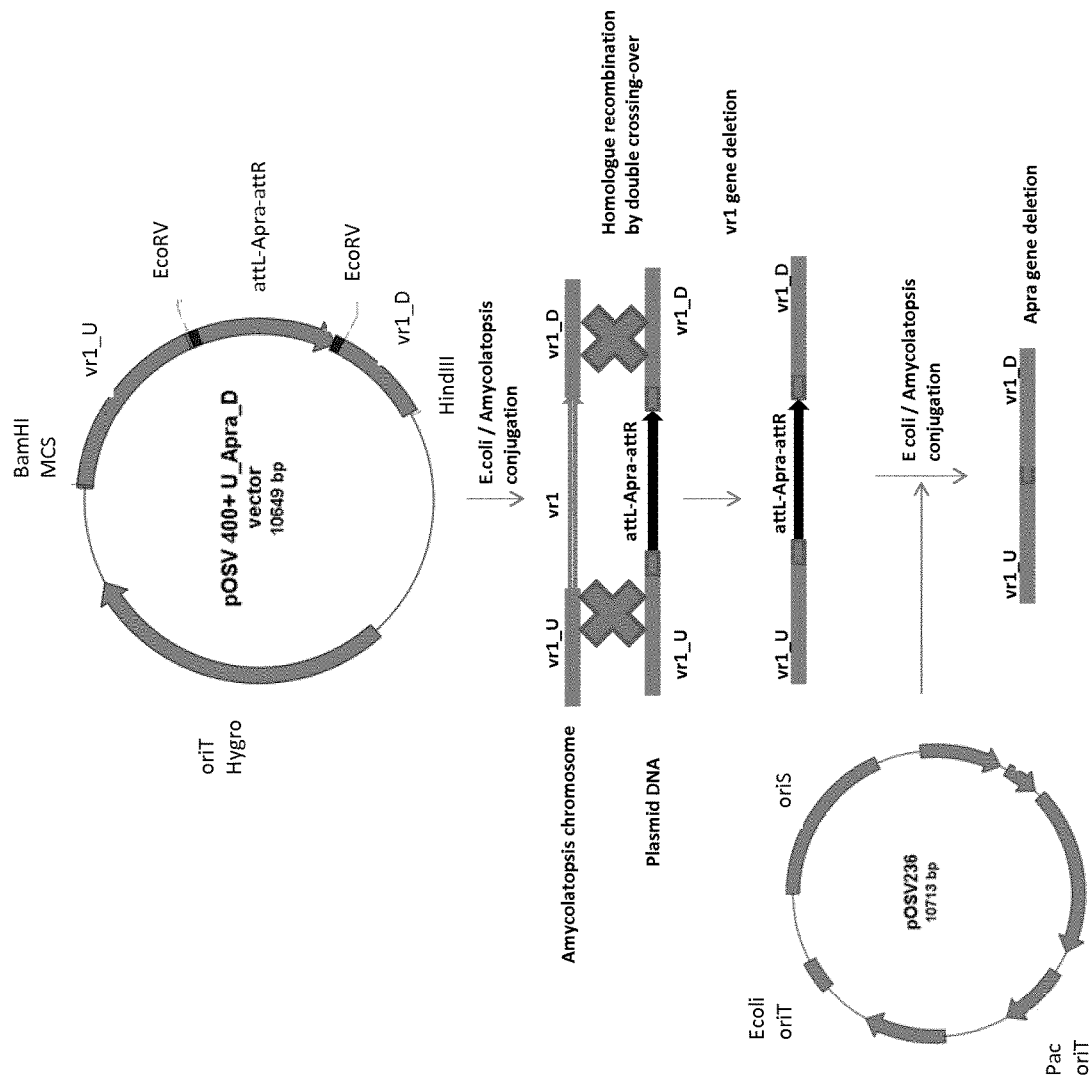 BamHI
MCS
vr1_U
EcoRV
attL-Apra-attR
EcoRV
vr1_D
HindIII
oriT
Hygro
pOSV 400+ U_Apra_D
vector
10649 bp
E.coli / Amycolatopsis
conjugation
Amycolatopsis chromosome
vr1_U
vr1
vr1_D
Homologue recombination
by double crossing-over
Plasmid DNA
vr1_U
attL-Apra-attR
vr1_D
vr1 gene deletion
vr1_U
attL-Apra-attR
vr1_D
E coli / Amycolatopsis
conjugation
Ecoli
oriT
oriS
pOSV236
10713 bp
Pac
oriT
vr1_U
vr1_D
Apra gene deletion